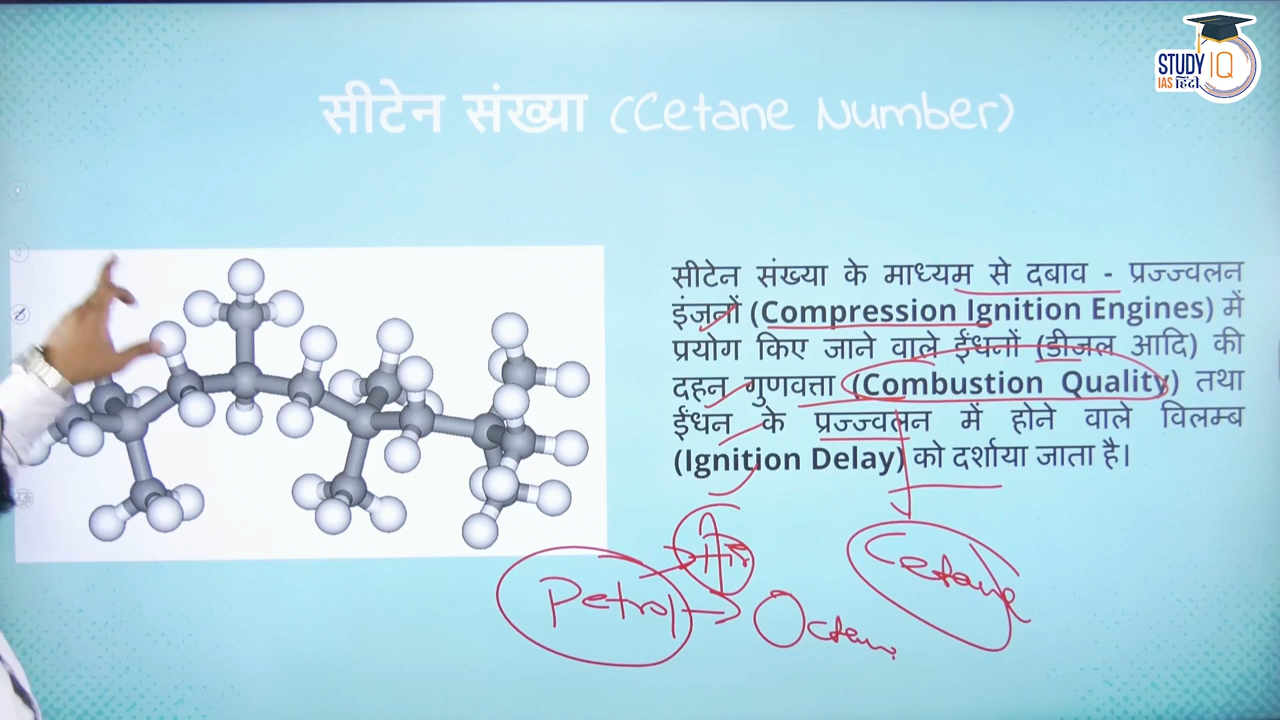 STUDY IQ
IAS हिंदी
सीटेन संख्या (Cetane Number)
सीटेन संख्या के माध्यम से दबाव - प्रज्ज्वलन
इंजनों (Compression Ignition Engines) में
प्रयोग किए जाने वाले ईंधनों (डीजल आदि) की
दहन गुणवत्ता (Combustion Quality) तथा
ईंधन के प्रज्ज्वलन में होने वाले विलम्ब
(Ignition Delay) को दर्शाया जाता है।
Air
Cetane
Petrol